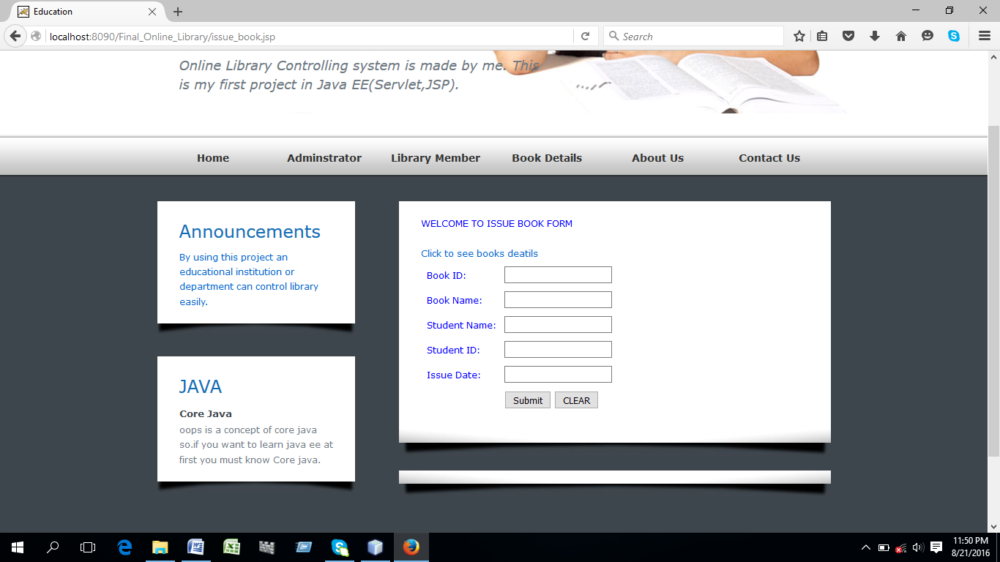 Education
localhost:8090/Final_Online_Library/issue_book.jsp
Search
Online Library Controlling system is made by me. This
is my first project in Java EE(Servlet,JSP).
Home Adminstrator Library Member Book Details About Us Contact Us
Announcements
By using this project an
educational institution or
department can control library
easily.
JAVA
Core Java
oops is a concept of core java
so.if you want to learn java ee at
first you must know Core java.
WELCOME TO ISSUE BOOK FORM
Click to see books deatils
Book ID:
Book Name:
Student Name:
Student ID:
Issue Date:
Submit CLEAR
11:50 PM
8/21/2016